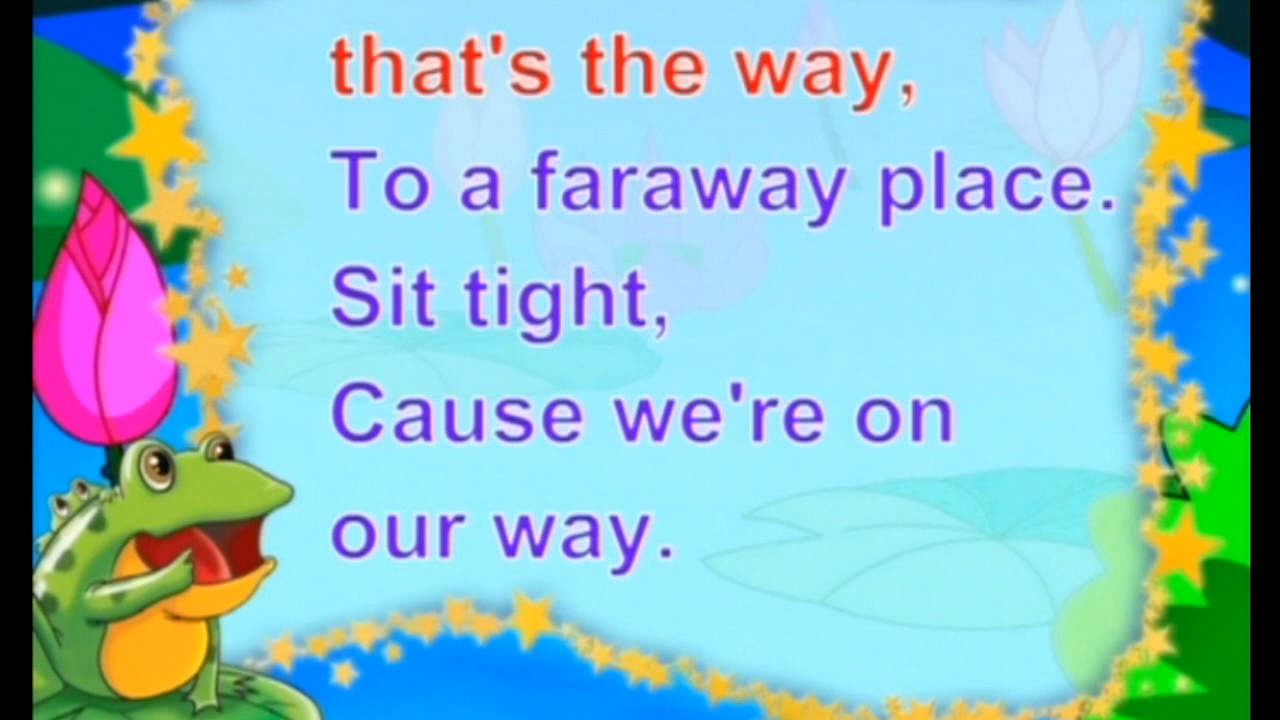 that's the way,
To a faraway place.
Sit tight,
Cause we're on
our way.